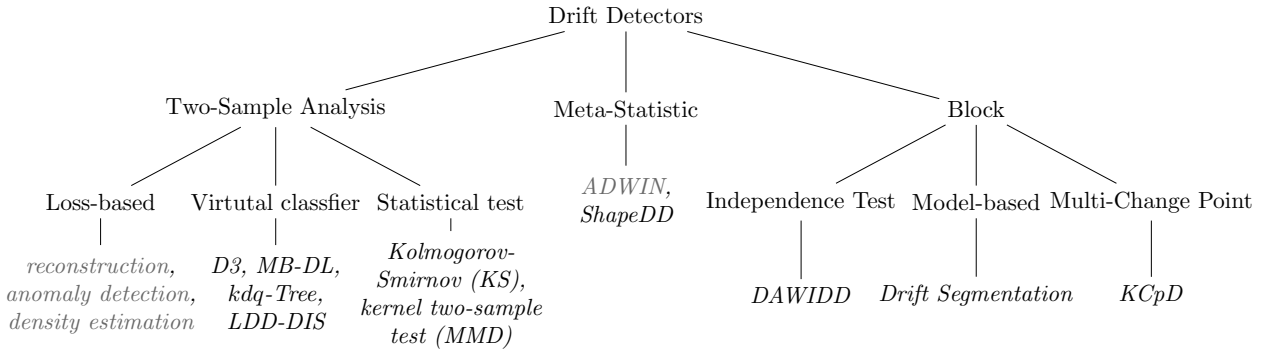 Drift Detectors
Two-Sample Analysis
Meta-Statistic
Block
Loss-based
Virtutal classfier
Statistical test
ADWIN,
ShapeDD
Independence Test
Model-based
Multi-Change Point
reconstruction,
anomaly detection,
density estimation
D3, MB-DL,
kdq-Tree,
LDD-DIS
Kolmogorov-
Smirnov (KS),
kernel two-sample
test (MMD)
DAWIDD
Drift Segmentation
KCpD